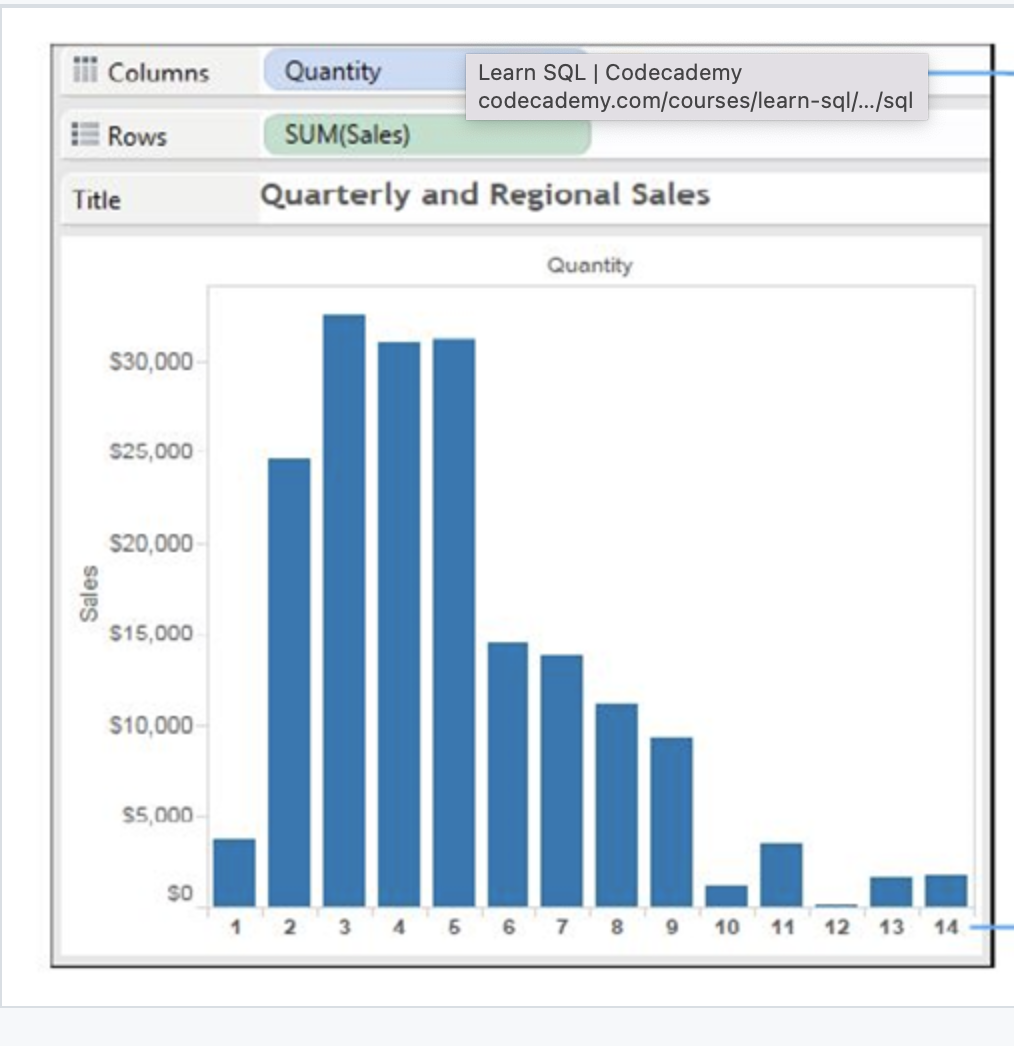 Columns
Quantity
Learn SQL | Codecademy
codecademy.com/courses/learn-sql/.../sql
Rows
SUM(Sales)
Title
Quarterly and Regional Sales
Quantity
Sales
$30,000
$25,000
$20,000
$15,000
$10,000
$5,000
$0
1 2 3 4 5 6 7 8 9 10 11 12 13 14